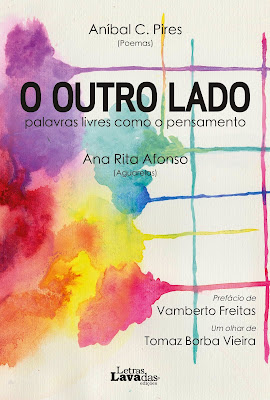 Aníbal C. Pires
(Poemas)
O OUTRO LADO
palavras livres como o pensamento
Ana Rita Afonso
(Aguarelas)
Prefácio de
Vamberto Freitas
Um olhar de
Tomaz Borba Vieira
Letras
LAVadas
edições